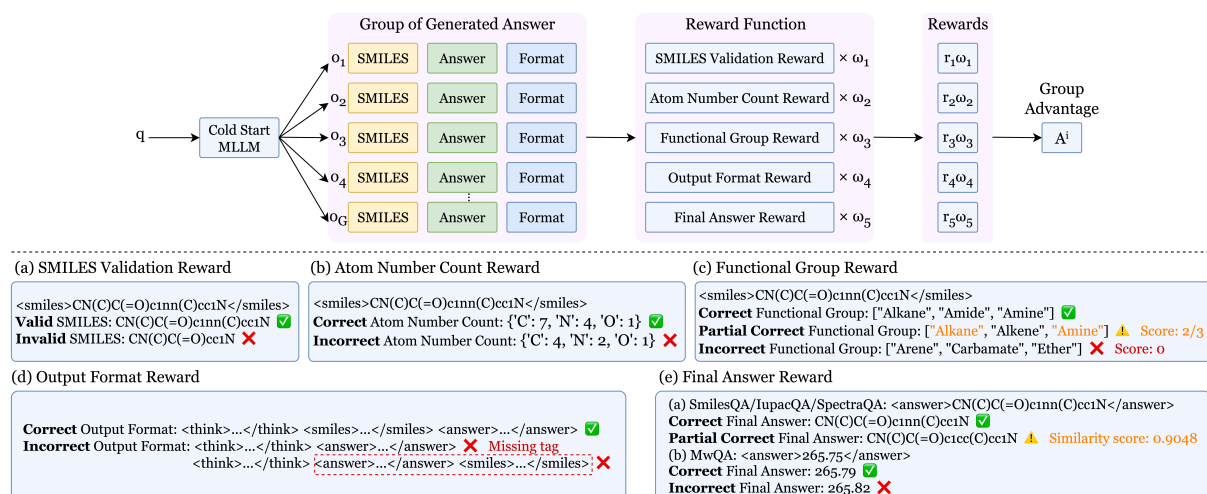 Group of Generated Answer
Reward Function
Rewards
o1 SMILES Answer Format
SMILES Validation Reward × ω1
r1ω1
o2 SMILES Answer Format
Atom Number Count Reward × ω2
r2ω2
Group Advantage
q
Cold Start MLLM
o3 SMILES Answer Format
Functional Group Reward × ω3
r3ω3
Aⁱ
o4 SMILES Answer Format
Output Format Reward × ω4
r4ω4
oG SMILES Answer Format
Final Answer Reward × ω5
r5ω5
(a) SMILES Validation Reward
<smiles>CN(C)C(=O)c1nn(C)cc1N</smiles>
Valid SMILES: CN(C)C(=O)c1nn(C)cc1N ✅
Invalid SMILES: CN(C)C(=O)cc1N ❌
(b) Atom Number Count Reward
<smiles>CN(C)C(=O)c1nn(C)cc1N</smiles>
Correct Atom Number Count: {'C': 7, 'N': 4, 'O': 1} ✅
Incorrect Atom Number Count: {'C': 4, 'N': 2, 'O': 1} ❌
(c) Functional Group Reward
<smiles>CN(C)C(=O)c1nn(C)cc1N</smiles>
Correct Functional Group: ["Alkane", "Amide", "Amine"] ✅
Partial Correct Functional Group: ["Alkane", "Alkene", "Amine"] ⚠️ Score: 2/3
Incorrect Functional Group: ["Arene", "Carbamate", "Ether"] ❌ Score: 0
(d) Output Format Reward
Correct Output Format: <think>...</think> <smiles>...</smiles> <answer>...</answer> ✅
Incorrect Output Format: <think>...</think> <answer>...</answer> ❌ Missing tag
<think>...</think> <answer>...</answer> <smiles>...</smiles> ❌
(e) Final Answer Reward
(a) SmilesQA/IupacQA/SpectraQA: <answer>CN(C)C(=O)c1nn(C)cc1N</answer>
Correct Final Answer: CN(C)C(=O)c1nn(C)cc1N ✅
Partial Correct Final Answer: CN(C)C(=O)c1cc(C)cc1N ⚠️ Similarity score: 0.9048
(b) MwQA: <answer>265.75</answer>
Correct Final Answer: 265.79 ✅
Incorrect Final Answer: 265.82 ❌